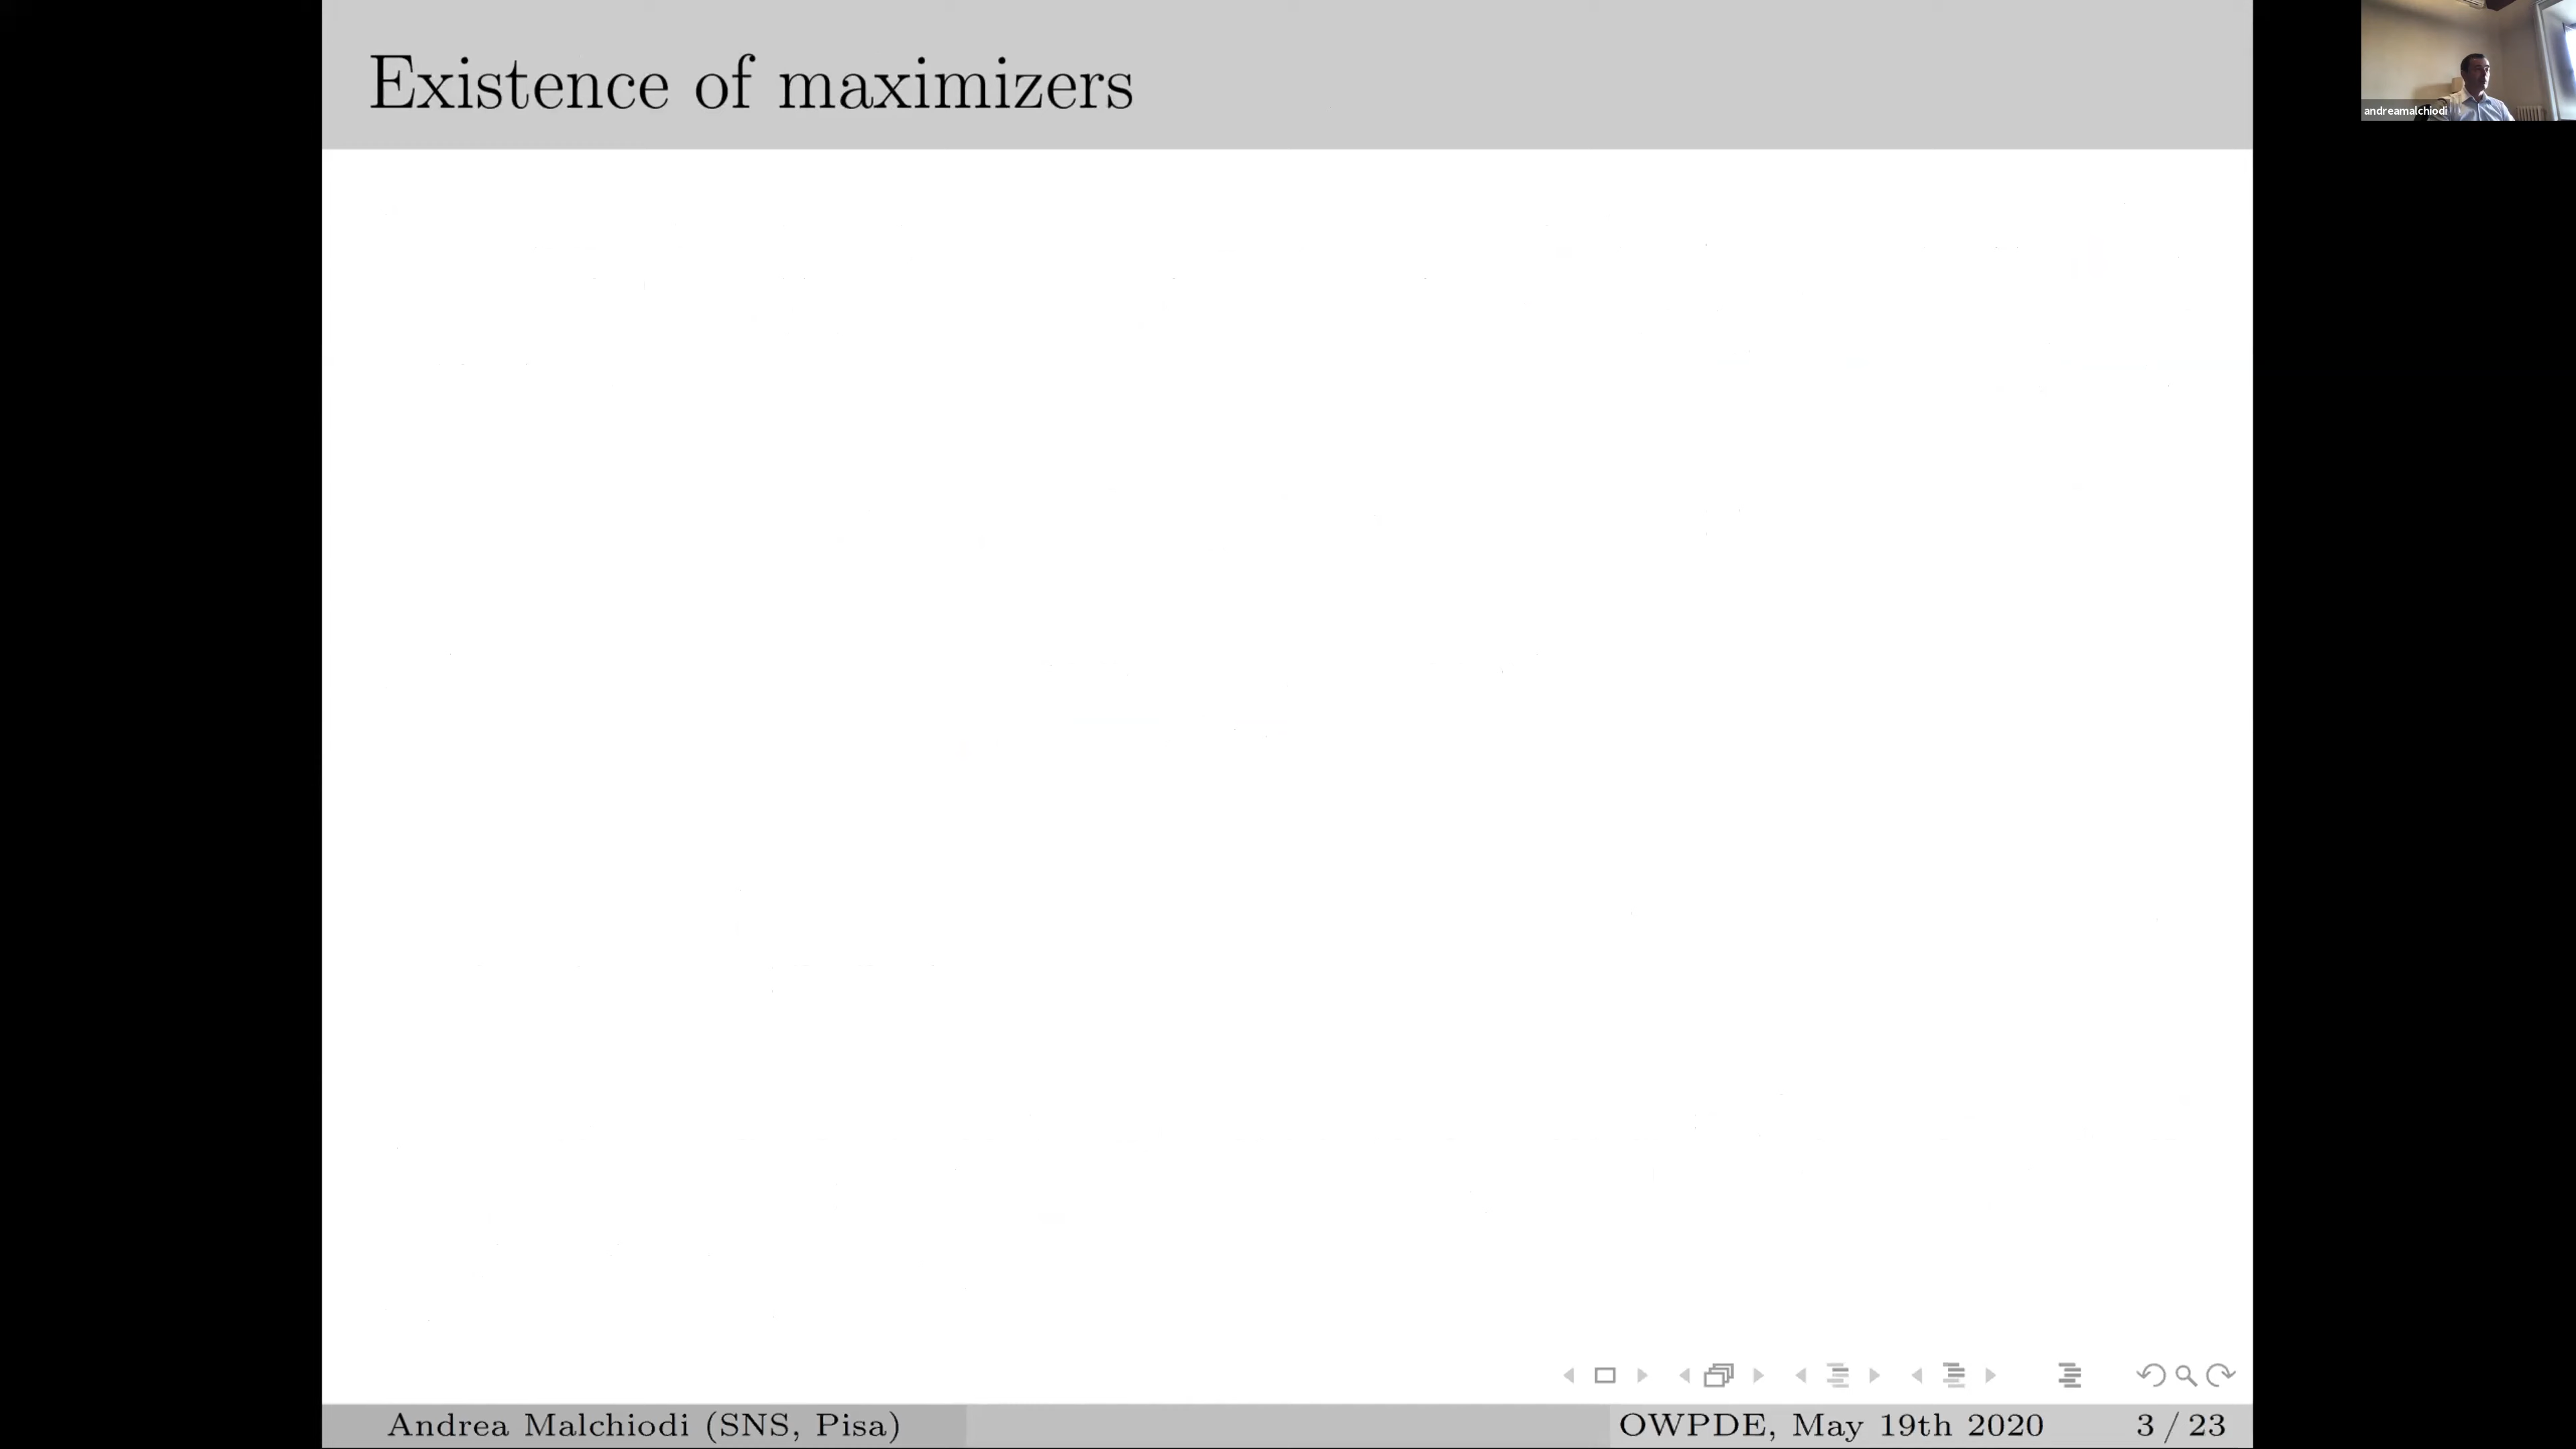 Existence of maximizers
andreamalchiodi
Andrea Malchiodi (SNS, Pisa)
OWPDE, May 19th 2020
3 / 23